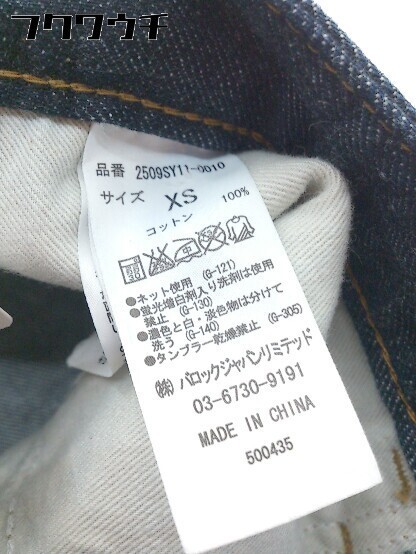 フクワウチ
品番 2509SY11-0010
サイズ XS
コットン 100%
●ネット使用 (G-121)
●蛍光増白剤入り洗剤は使用
禁止 (G-130)
●濃色と白・淡色物は分けて
洗う (G-140)
●タンブラー乾燥禁止 (G-305)
㈱バロックジャパンリミテッド
03-6730-9191
MADE IN CHINA
500435